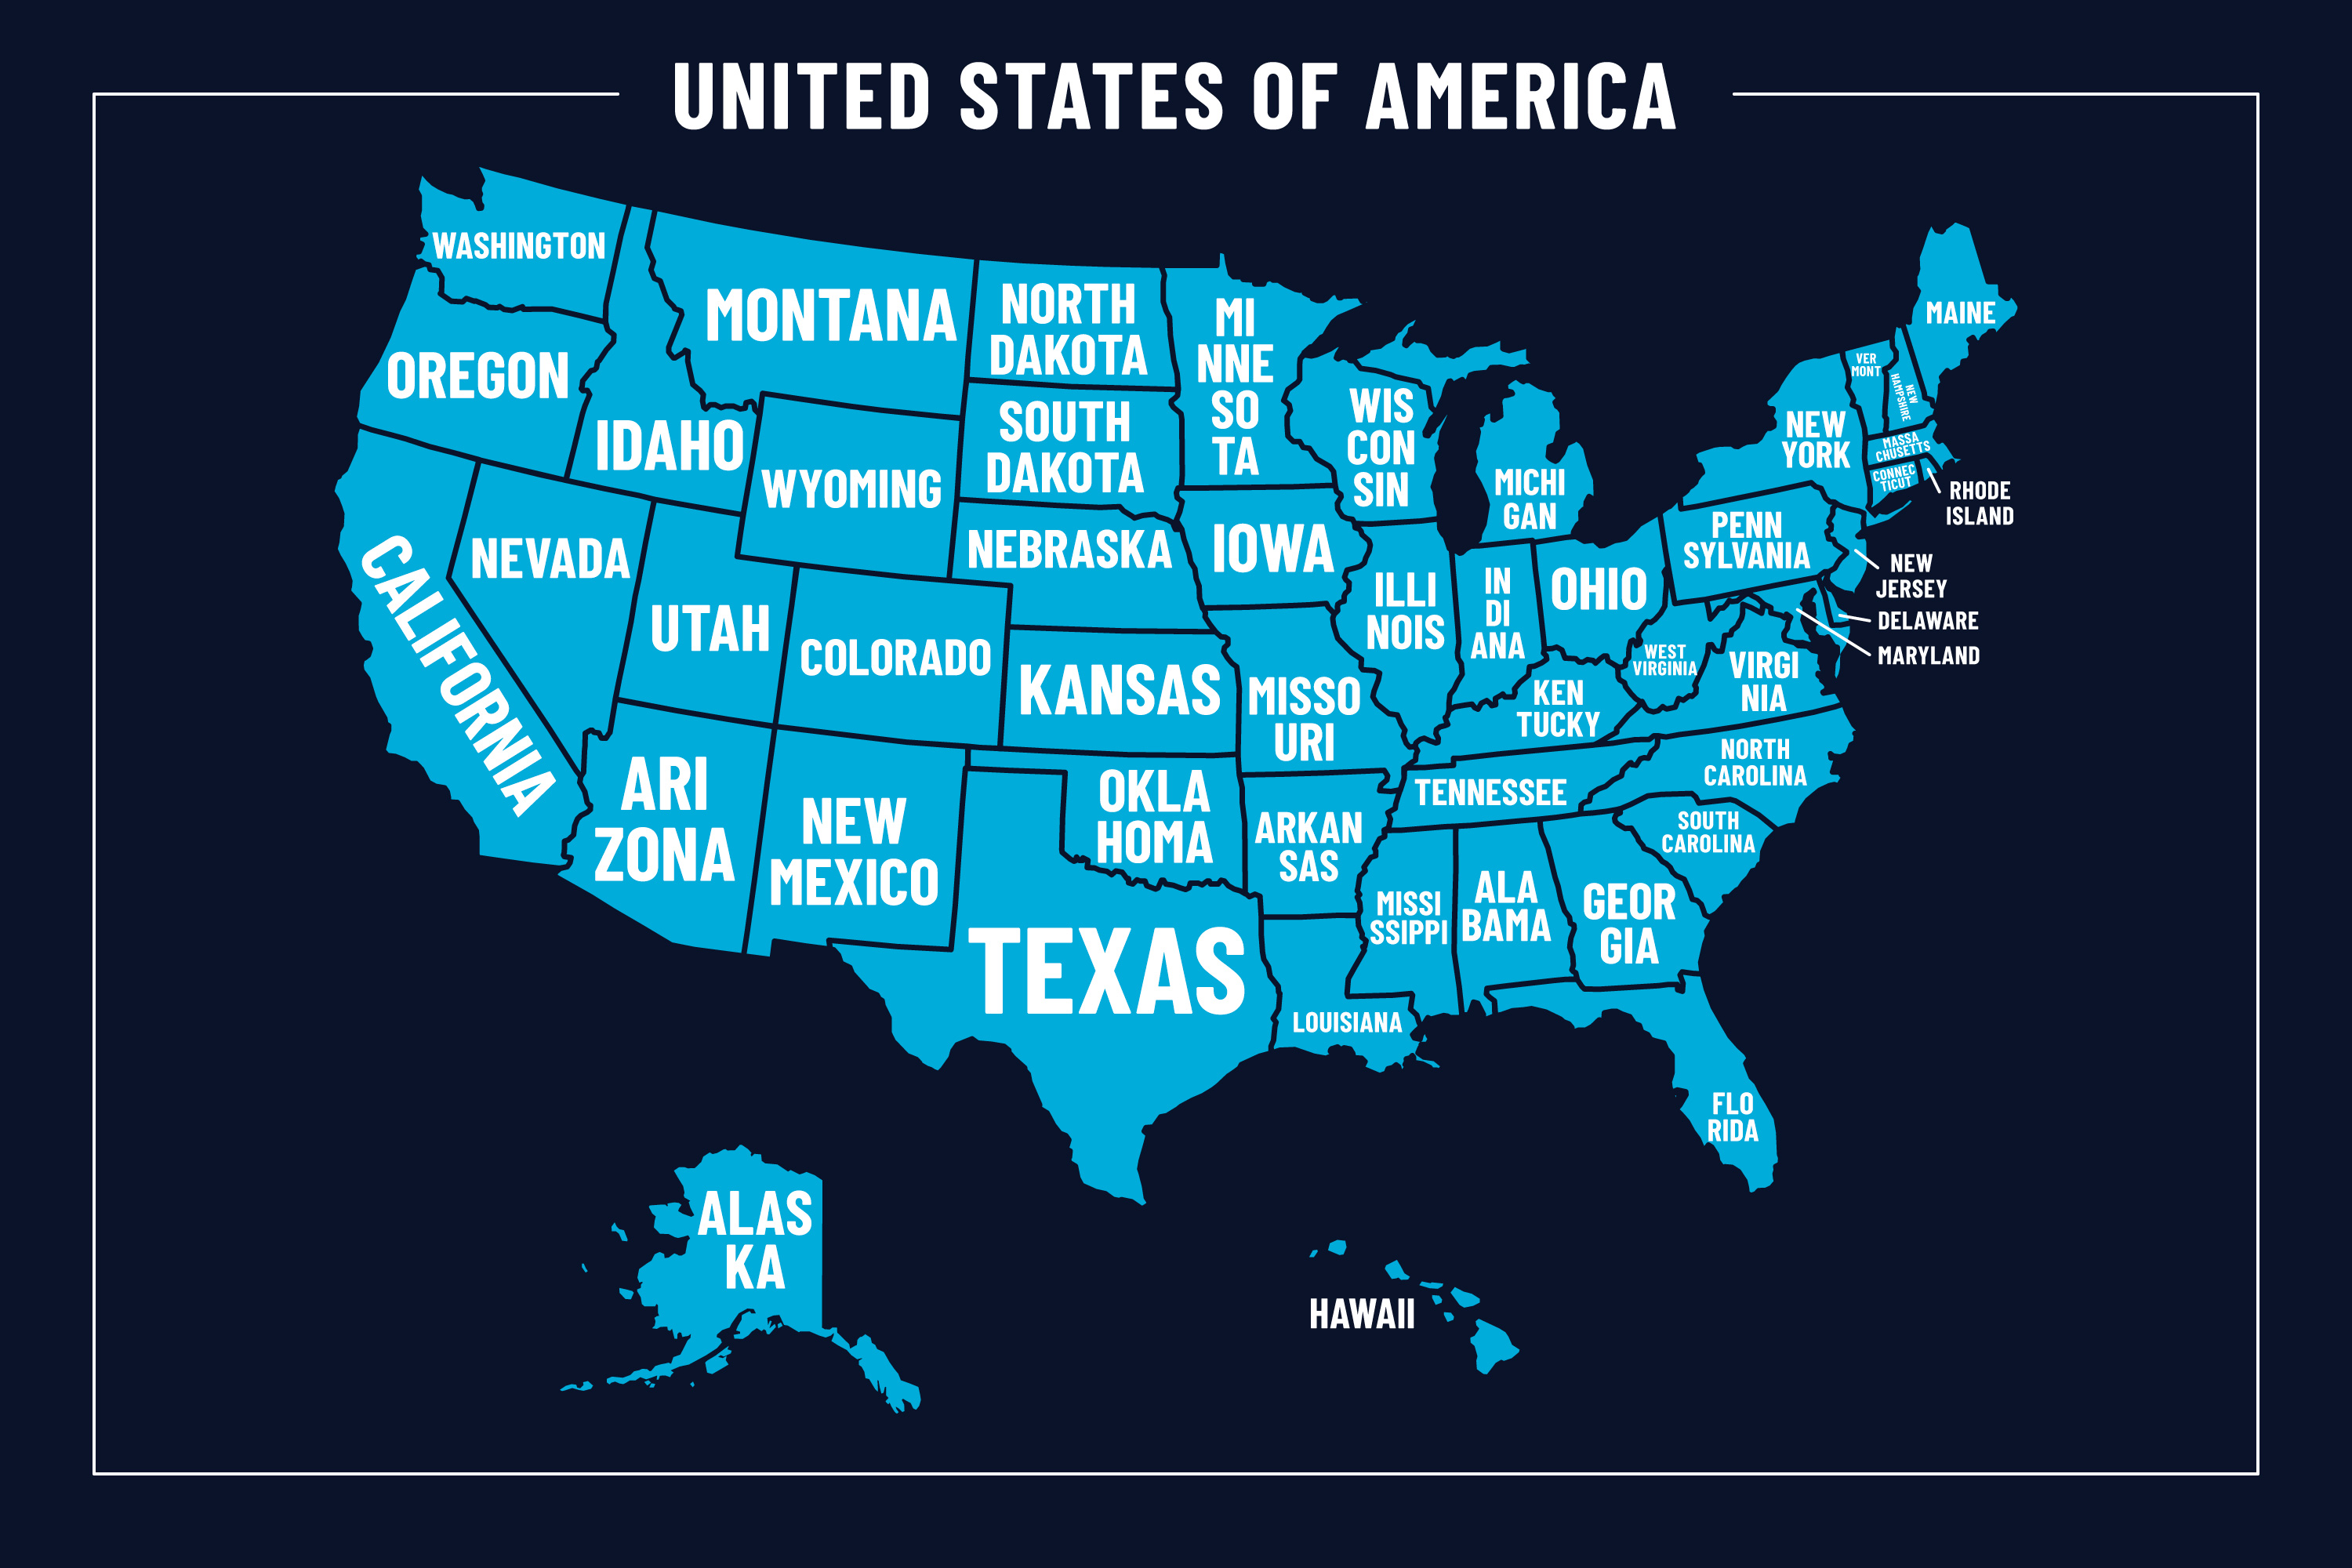 UNITED STATES OF AMERICA
WASHINGTON
OREGON
CALIFORNIA
IDAHO
NEVADA
MONTANA
WYOMING
UTAH
COLORADO
ARI
ZONA
NEW
MEXICO
NORTH
DAKOTA
SOUTH
DAKOTA
NEBRASKA
KANSAS
OKLA
HOMA
TEXAS
MI
NNE
SO
TA
IOWA
MISSO
URI
ARKAN
SAS
LOUISIANA
WIS
CON
SIN
ILLI
NOIS
MICHI
GAN
IN
DI
ANA
OHIO
KEN
TUCKY
TENNESSEE
MISSI
SSIPPI
ALA
BAMA
GEOR
GIA
FLO
RIDA
SOUTH
CAROLINA
NORTH
CAROLINA
VIRGI
NIA
WEST
VIRGINIA
PENN
SYLVANIA
NEW
YORK
VER
MONT
NEW
HAMPSHIRE
MAINE
MASSA
CHUSETTS
CONNEC
TICUT
RHODE
ISLAND
NEW
JERSEY
DELAWARE
MARYLAND
ALAS
KA
HAWAII